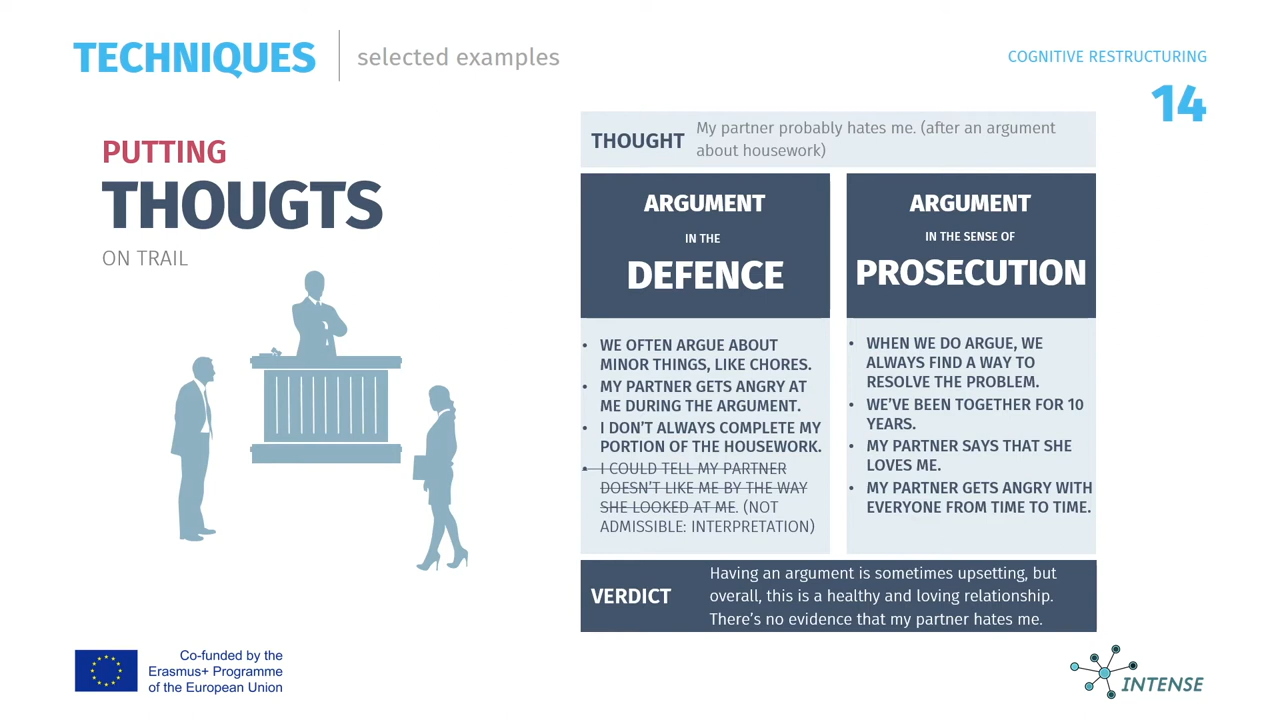 TECHNIQUES
selected examples
COGNITIVE RESTRUCTURING
14
PUTTING
THOUGTS
ON TRAIL
THOUGHT
My partner probably hates me. (after an argument
about housework)
ARGUMENT
IN THE
DEFENCE
• WE OFTEN ARGUE ABOUT
MINOR THINGS, LIKE CHORES.
• MY PARTNER GETS ANGRY AT
ME DURING THE ARGUMENT.
• I DON'T ALWAYS COMPLETE MY
PORTION OF THE HOUSEWORK.
• I COULD TELL MY PARTNER
DOESN'T LIKE ME BY THE WAY
SHE LOOKED AT ME. (NOT
ADMISSIBLE: INTERPRETATION)
ARGUMENT
IN THE SENSE OF
PROSECUTION
• WHEN WE DO ARGUE, WE
ALWAYS FIND A WAY TO
RESOLVE THE PROBLEM.
• WE'VE BEEN TOGETHER FOR 10
YEARS.
• MY PARTNER SAYS THAT SHE
LOVES ME.
• MY PARTNER GETS ANGRY WITH
EVERYONE FROM TIME TO TIME.
VERDICT
Having an argument is sometimes upsetting, but
overall, this is a healthy and loving relationship.
There's no evidence that my partner hates me.
Co-funded by the
Erasmus+ Programme
of the European Union
INTENSE